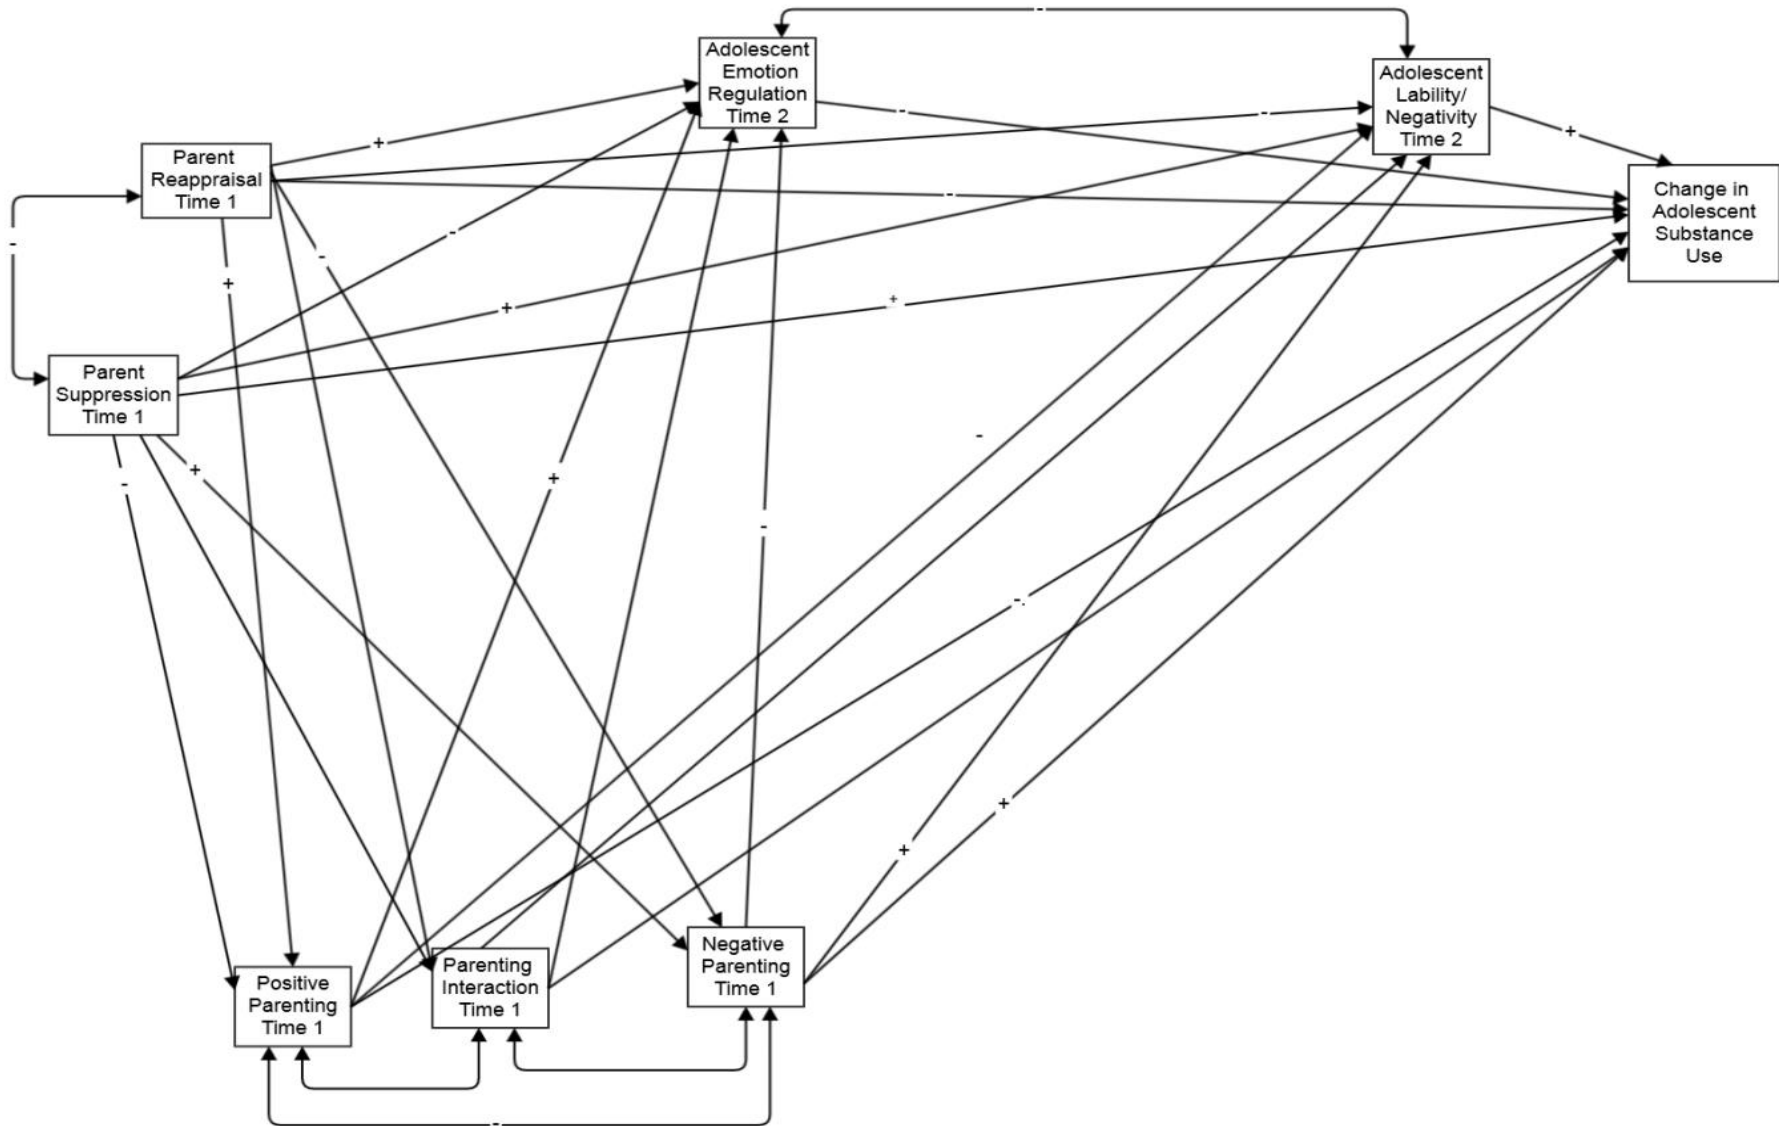 -
Adolescent
Emotion
Regulation
Time 2
Adolescent
Lability/
Negativity
Time 2
-
-
+
+
Parent
Reappraisal
Time 1
Change in
Adolescent
Substance
Use
-
-
-
-
+
+
+
Parent
Suppression
Time 1
-
+
-
+
-
-.
+
+
Negative
Parenting
Time 1
Parenting
Interaction
Time 1
Positive
Parenting
Time 1
-